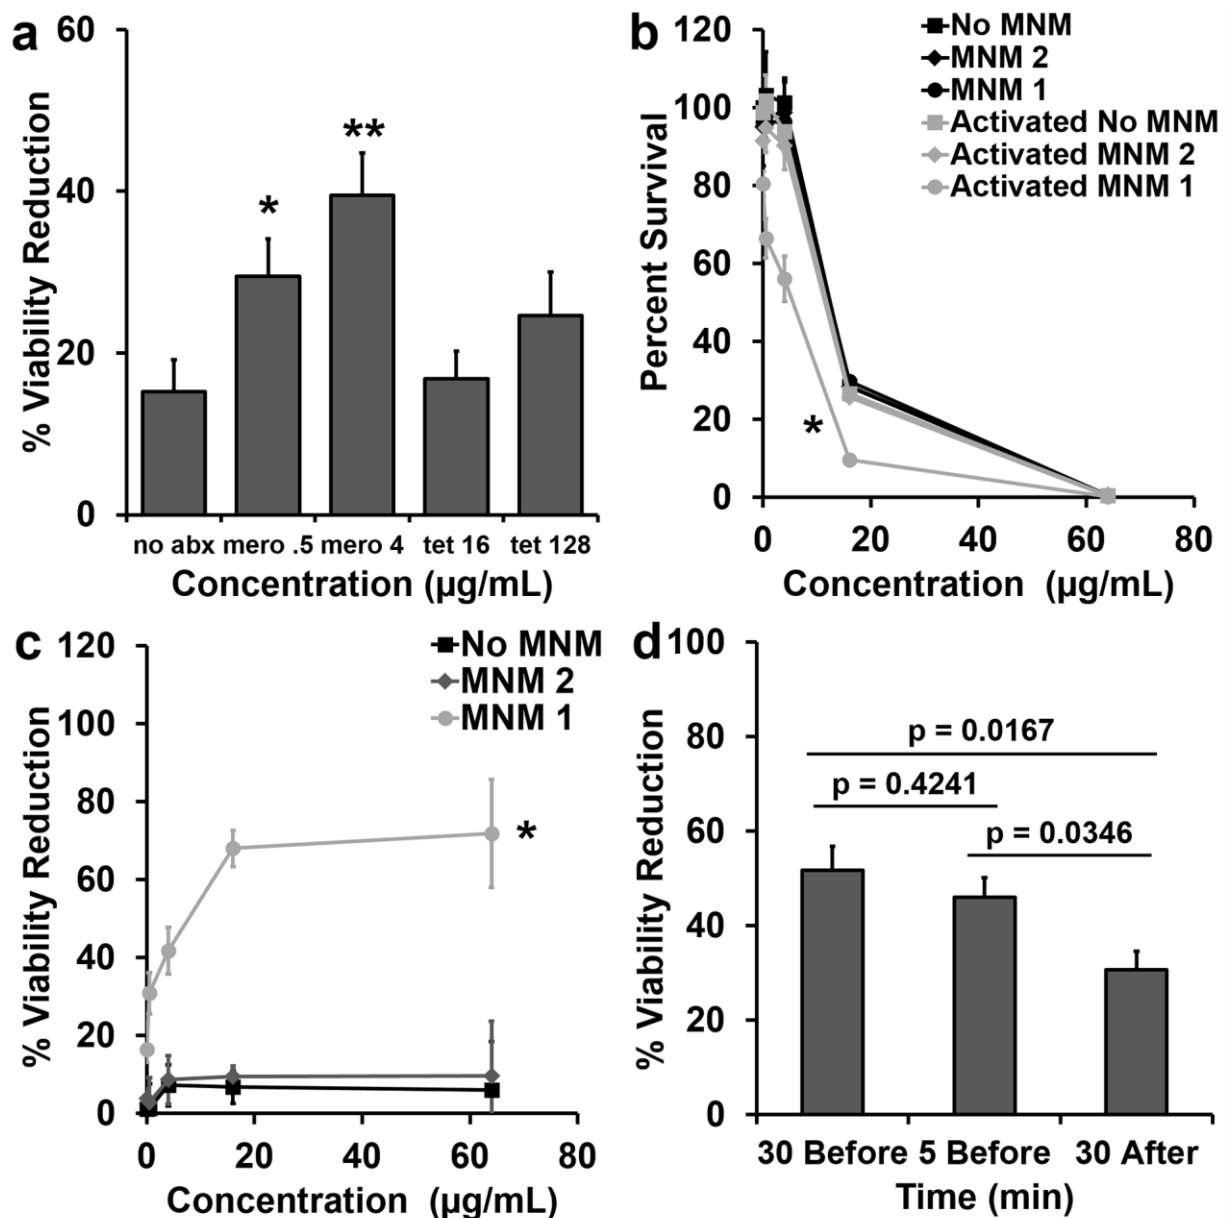 a
60
40
20
0
% Viability Reduction
*
**
no abx mero .5 mero 4 tet 16 tet 128
Concentration (µg/mL)
b
120
100
80
60
40
20
0
Percent Survival
No MNM
MNM 2
MNM 1
Activated No MNM
Activated MNM 2
Activated MNM 1
*
0 20 40 60 80
Concentration (µg/mL)
c
120
100
80
60
40
20
0
% Viability Reduction
No MNM
MNM 2
MNM 1
*
0 20 40 60 80
Concentration (µg/mL)
d
100
80
60
40
20
0
% Viability Reduction
p = 0.0167
p = 0.4241
p = 0.0346
30 Before 5 Before 30 After
Time (min)